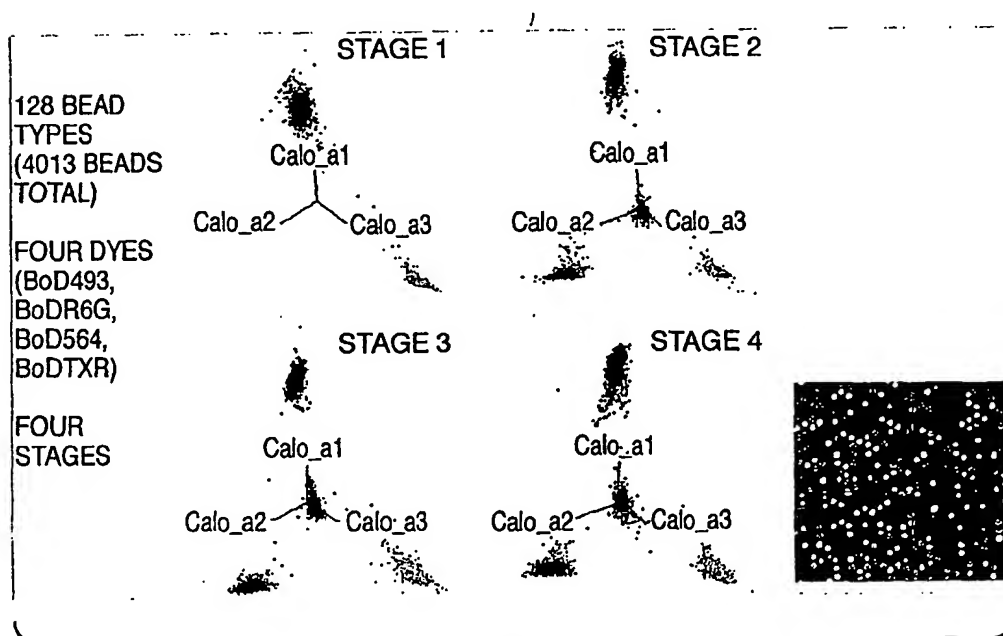 128 BEAD
TYPES
(4013 BEADS
TOTAL)
FOUR DYES
(BoD493,
BoDR6G,
BoD564,
BoDTXR)
FOUR
STAGES
STAGE 1
Calo_a1
Calo_a2
Calo_a3
STAGE 2
Calo_a1
Calo_a2
Calo_a3
STAGE 3
Calo_a1
Calo_a2
Calo_a3
STAGE 4
Calo_a1
Calo_a2
Calo_a3